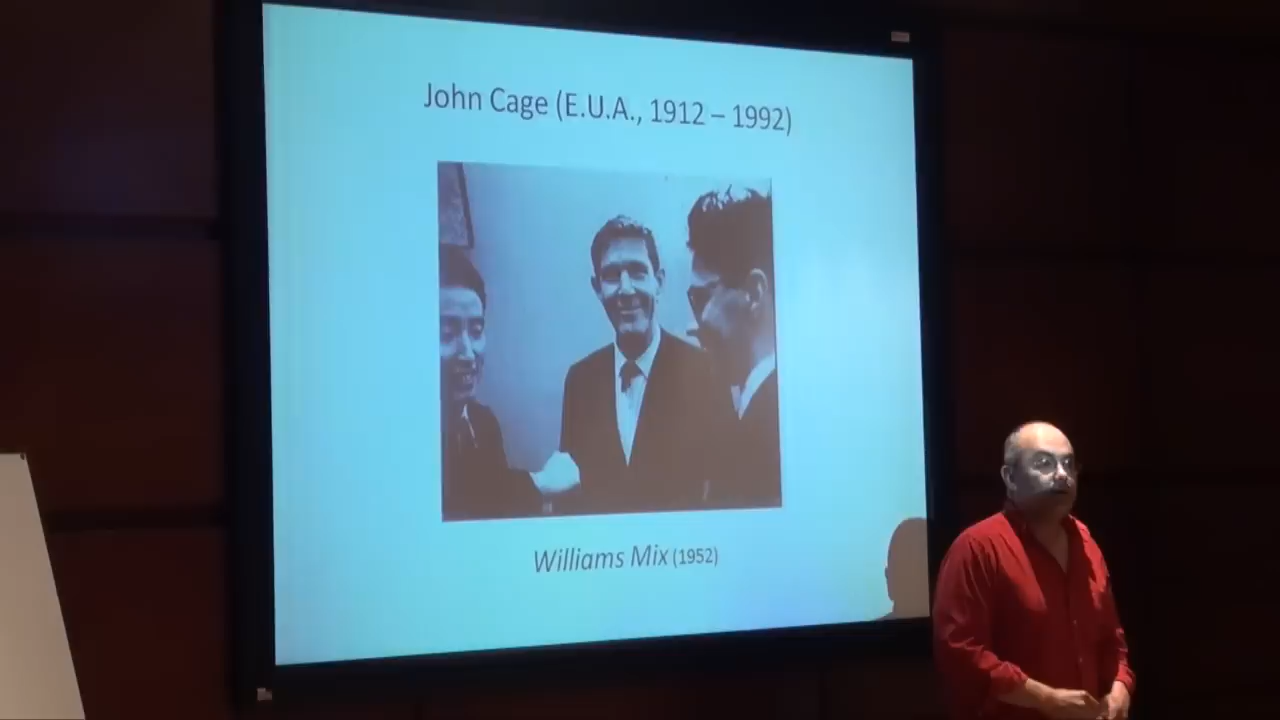 John Cage (E.U.A., 1912 – 1992)
Williams Mix (1952)